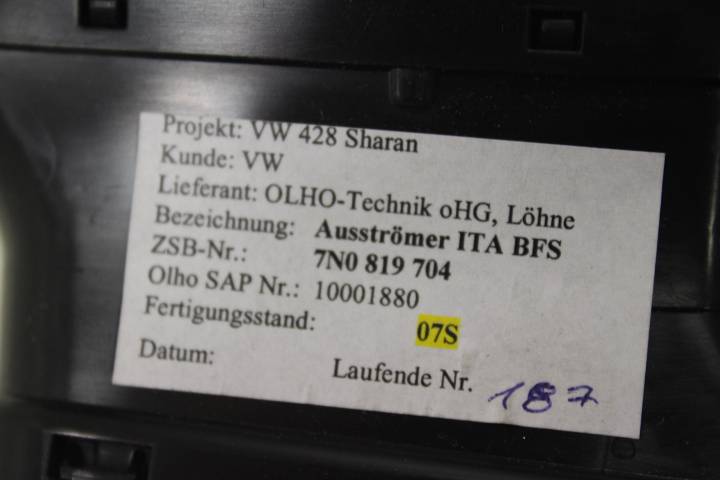 Projekt: VW 428 Sharan
Kunde: VW
Lieferant: OLHO-Technik oHG, Löhne
Bezeichnung: Ausströmer ITA BFS
ZSB-Nr.: 7N0 819 704
Olho SAP Nr.: 10001880
Fertigungsstand: 07S
Datum: Laufende Nr. 187